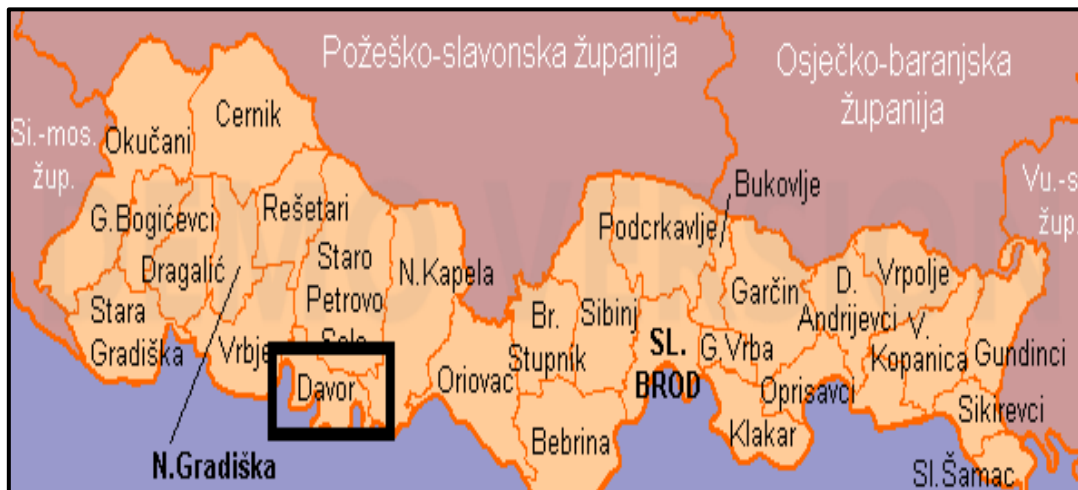 Požeško-slavonska županija
Osječko-baranjska
županija
Si.-mos.
žup.
Vu.-s
žup.
Cernik
Okučani
G.Bogićevci
Rešetari
Dragalić
Staro
Petrovo
Selo
Stara
Gradiška
Vrbje
Davor
N.Gradiška
N.Kapela
Oriovac
Br.
Stupnik
Sibinj
Bebrina
Podcrkavlje
SL.
BROD
Bukovlje
Garčin
G.Vrba
Klakar
Oprisavci
D.
Andrijevci
Vrpolje
V.
Kopanica
Gundinci
Sikirevci
Sl.Šamac
DEMO VERSION